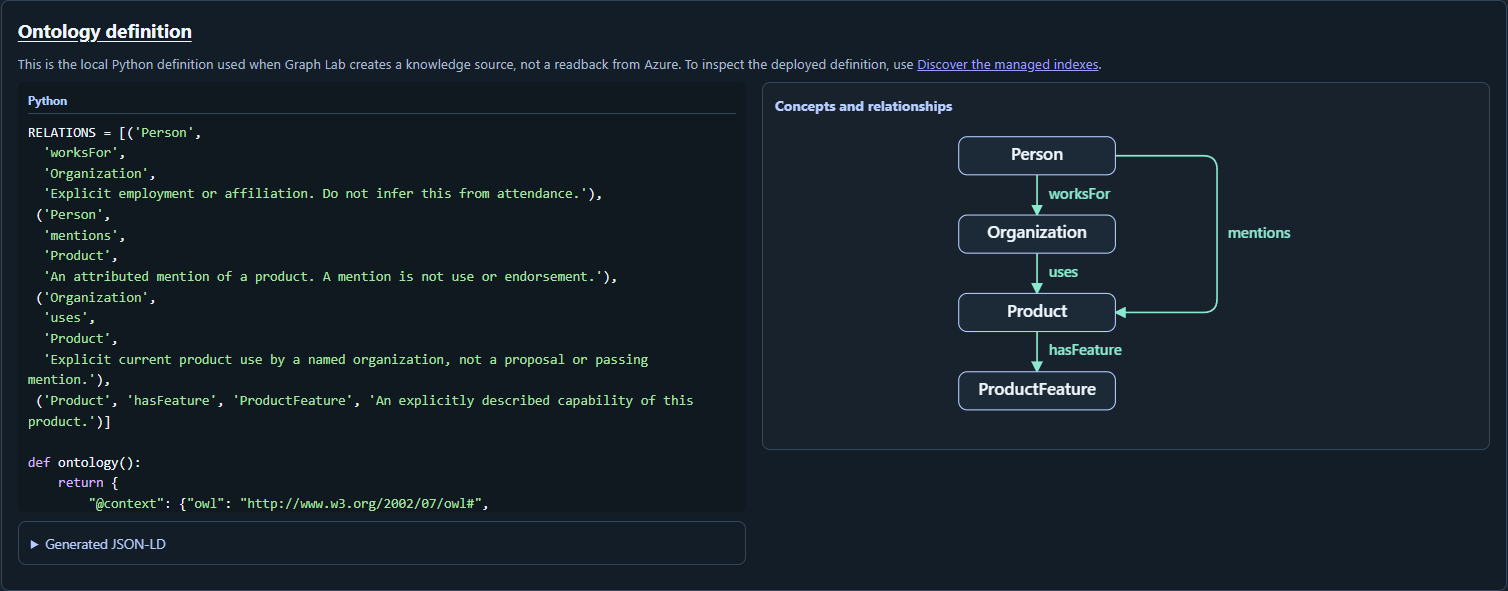 Ontology definition
This is the local Python definition used when Graph Lab creates a knowledge source, not a readback from Azure. To inspect the deployed definition, use Discover the managed indexes.
Python
RELATIONS = [('Person',
  'worksFor',
  'Organization',
  'Explicit employment or affiliation. Do not infer this from attendance.'),
 ('Person',
  'mentions',
  'Product',
  'An attributed mention of a product. A mention is not use or endorsement.'),
 ('Organization',
  'uses',
  'Product',
  'Explicit current product use by a named organization, not a proposal or passing
mention.'),
 ('Product', 'hasFeature', 'ProductFeature', 'An explicitly described capability of this
product.')]
def ontology():
    return {
        "@context": {"owl": "http://www.w3.org/2002/07/owl#",
Generated JSON-LD
Concepts and relationships
Person
worksFor
Organization
mentions
uses
Product
hasFeature
ProductFeature